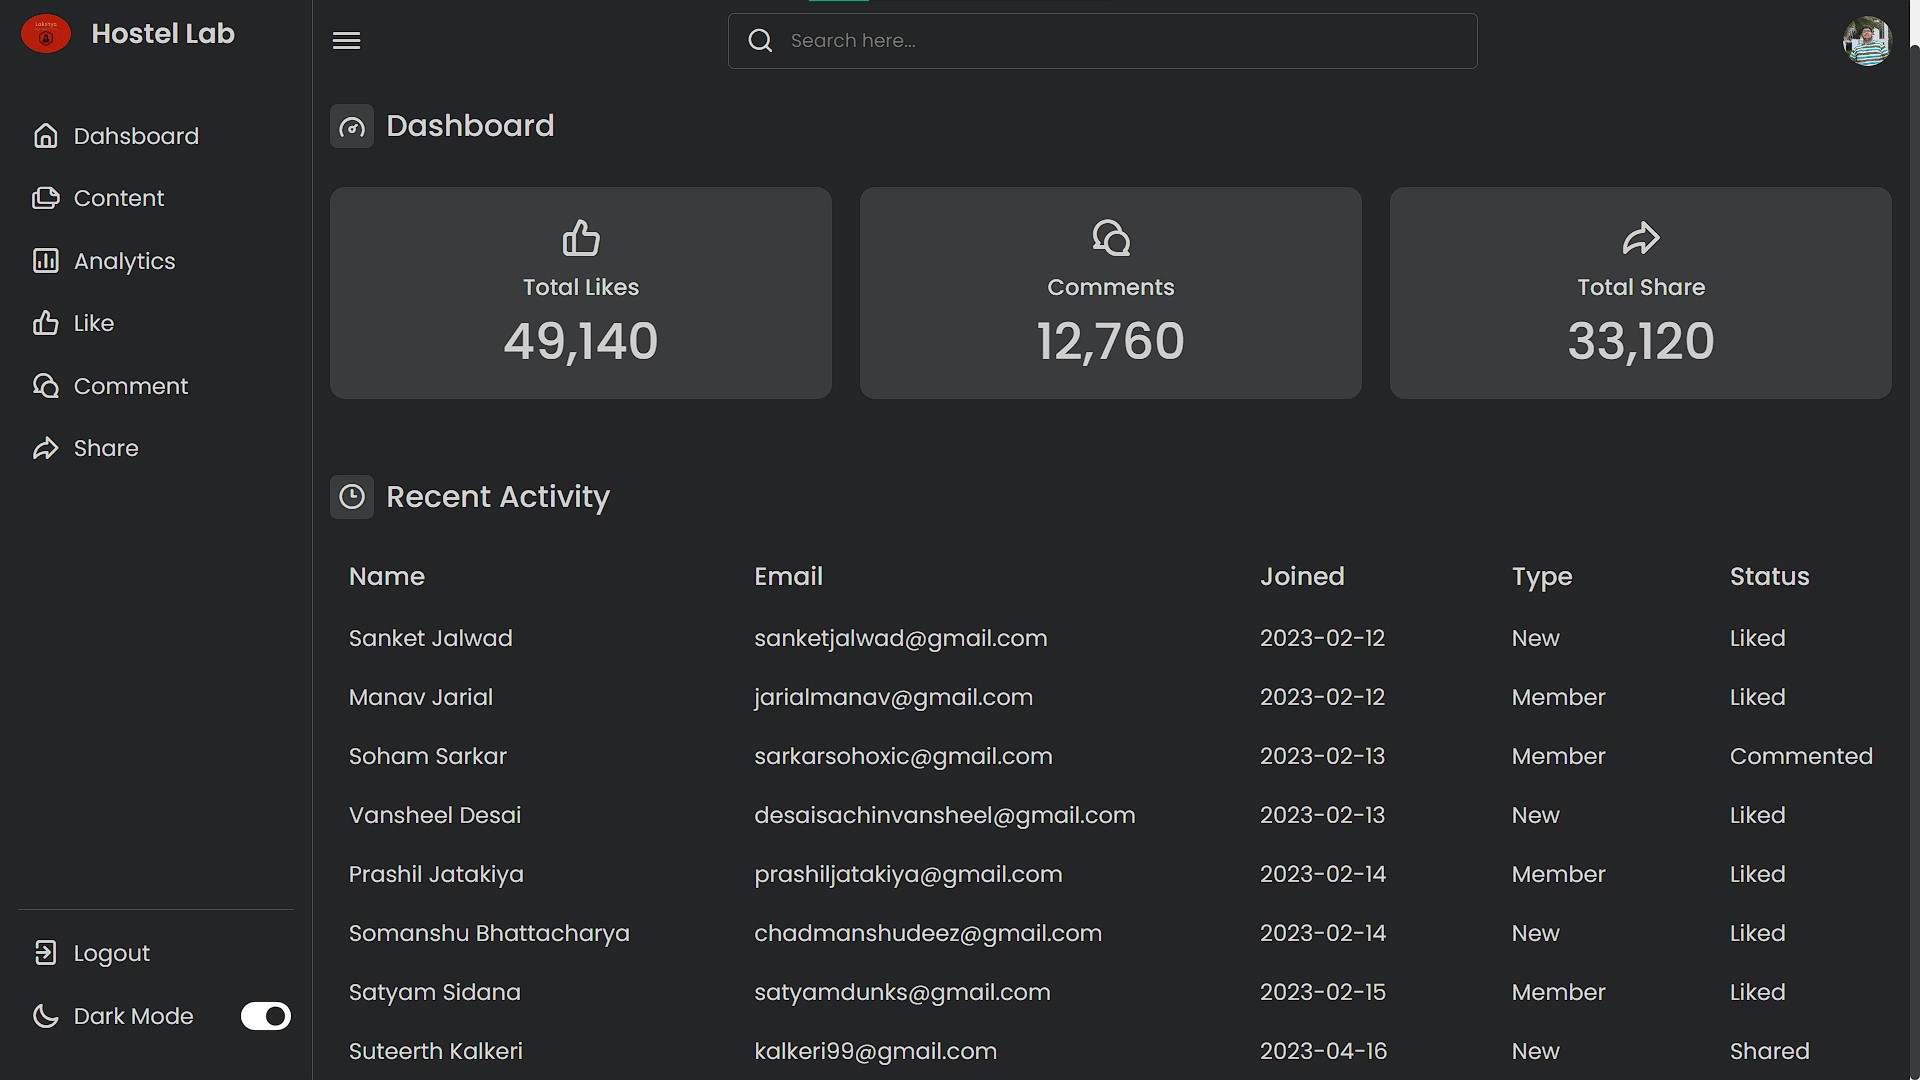 Lakshya
Hostel Lab
Search here...
Dahsboard
Content
Analytics
Like
Comment
Share
Logout
Dark Mode
Dashboard
Total Likes
49,140
Comments
12,760
Total Share
33,120
Recent Activity
Name Email Joined Type Status
Sanket Jalwad sanketjalwad@gmail.com 2023-02-12 New Liked
Manav Jarial jarialmanav@gmail.com 2023-02-12 Member Liked
Soham Sarkar sarkarsohoxic@gmail.com 2023-02-13 Member Commented
Vansheel Desai desaisachinvansheel@gmail.com 2023-02-13 New Liked
Prashil Jatakiya prashiljatakiya@gmail.com 2023-02-14 Member Liked
Somanshu Bhattacharya chadmanshudeez@gmail.com 2023-02-14 New Liked
Satyam Sidana satyamdunks@gmail.com 2023-02-15 Member Liked
Suteerth Kalkeri kalkeri99@gmail.com 2023-04-16 New Shared